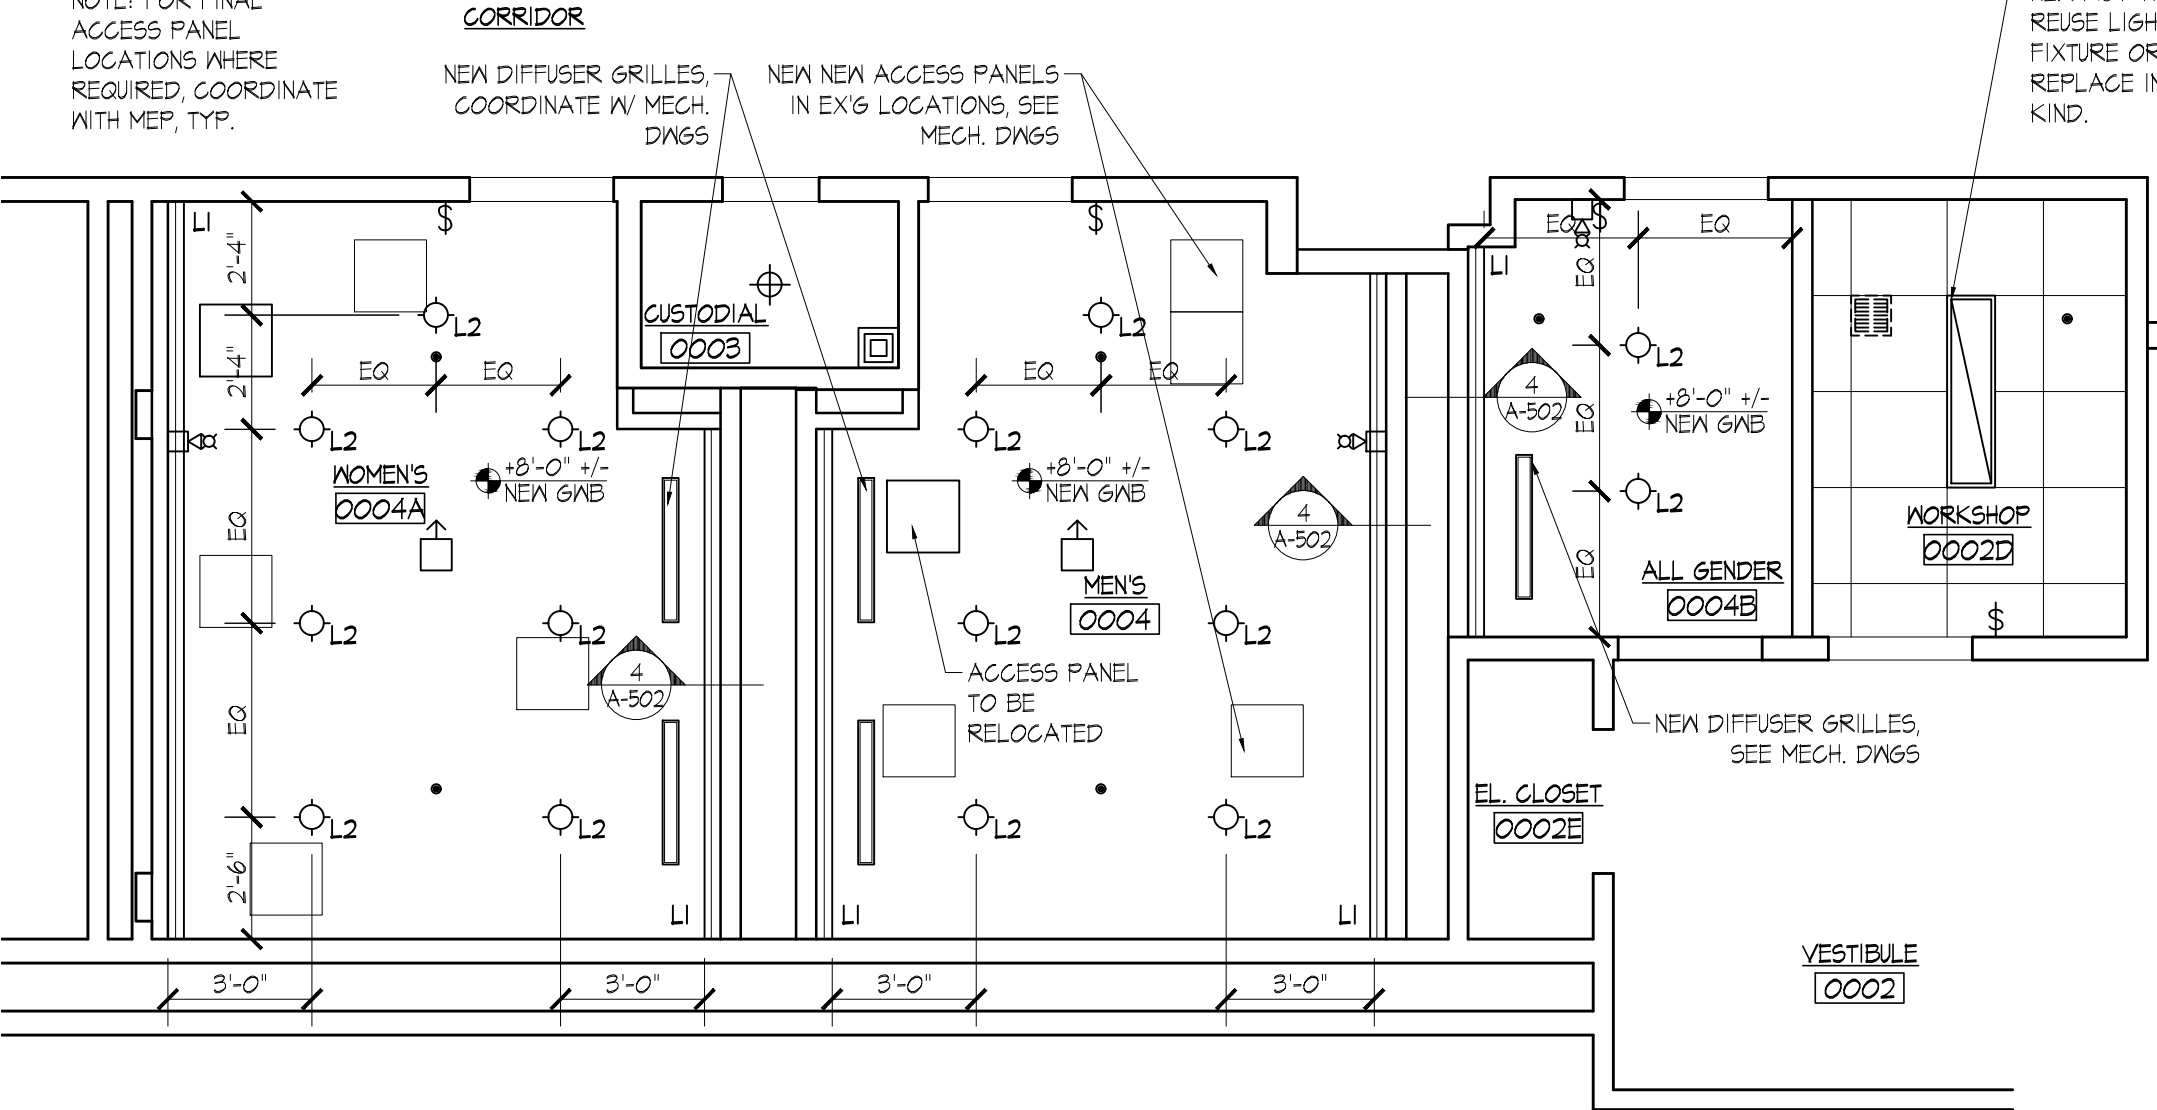 NOTE: FOR FINAL
ACCESS PANEL
LOCATIONS WHERE
REQUIRED, COORDINATE
WITH MEP, TYP.
CORRIDOR
NEW DIFFUSER GRILLES,
COORDINATE W/ MECH.
DWGS
NEW NEW ACCESS PANELS
IN EX'G LOCATIONS, SEE
MECH. DWGS
REUSE
FIXTURE OR
REPLACE IN
KIND.
L1
$
2'-4"
2'-4"
EQ
EQ
2'-6"
L2
EQ
EQ
L2
L2
WOMEN'S
0004A
+8'-0" +/-
NEW GWB
L2
L2
4
A-502
L2
L2
L1
3'-0"
3'-0"
CUSTODIAL
0003
$
L2
EQ
EQ
L2
L2
+8'-0" +/-
NEW GWB
4
A-502
MEN'S
0004
L2
L2
ACCESS PANEL
TO BE
RELOCATED
L2
L2
L1
L1
3'-0"
3'-0"
EQ
$
EQ
L1
EQ
EQ
EQ
L2
4
A-502
+8'-0" +/-
NEW GWB
L2
ALL GENDER
0004B
WORKSHOP
0002D
$
NEW DIFFUSER GRILLES,
SEE MECH. DWGS
EL. CLOSET
0002E
VESTIBULE
0002